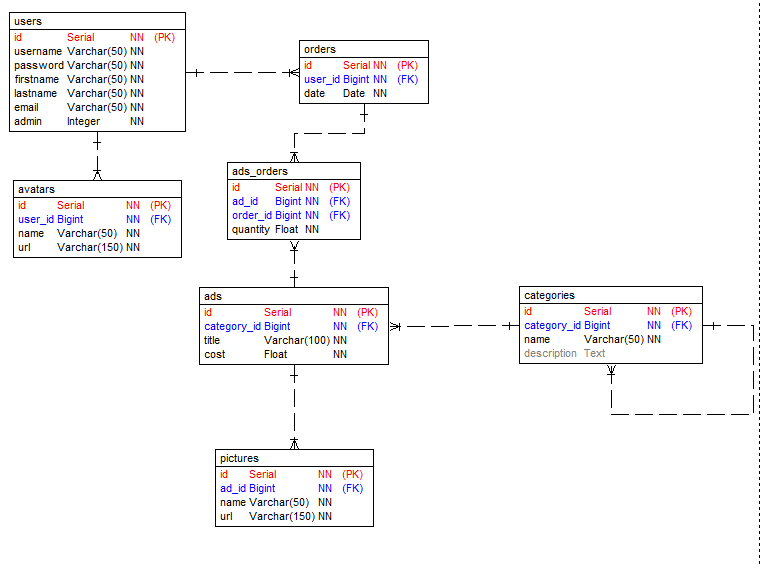 users
id Serial NN (PK)
username Varchar(50) NN
password Varchar(50) NN
firstname Varchar(50) NN
lastname Varchar(50) NN
email Varchar(50) NN
admin Integer NN
orders
id Serial NN (PK)
user_id Bigint NN (FK)
date Date NN
avatars
id Serial NN (PK)
user_id Bigint NN (FK)
name Varchar(50) NN
url Varchar(150) NN
ads_orders
id Serial NN (PK)
ad_id Bigint NN (FK)
order_id Bigint NN (FK)
quantity Float NN
ads
id Serial NN (PK)
category_id Bigint NN (FK)
title Varchar(100) NN
cost Float NN
categories
id Serial NN (PK)
category_id Bigint NN (FK)
name Varchar(50) NN
description Text
pictures
id Serial NN (PK)
ad_id Bigint NN (FK)
name Varchar(50) NN
url Varchar(150) NN